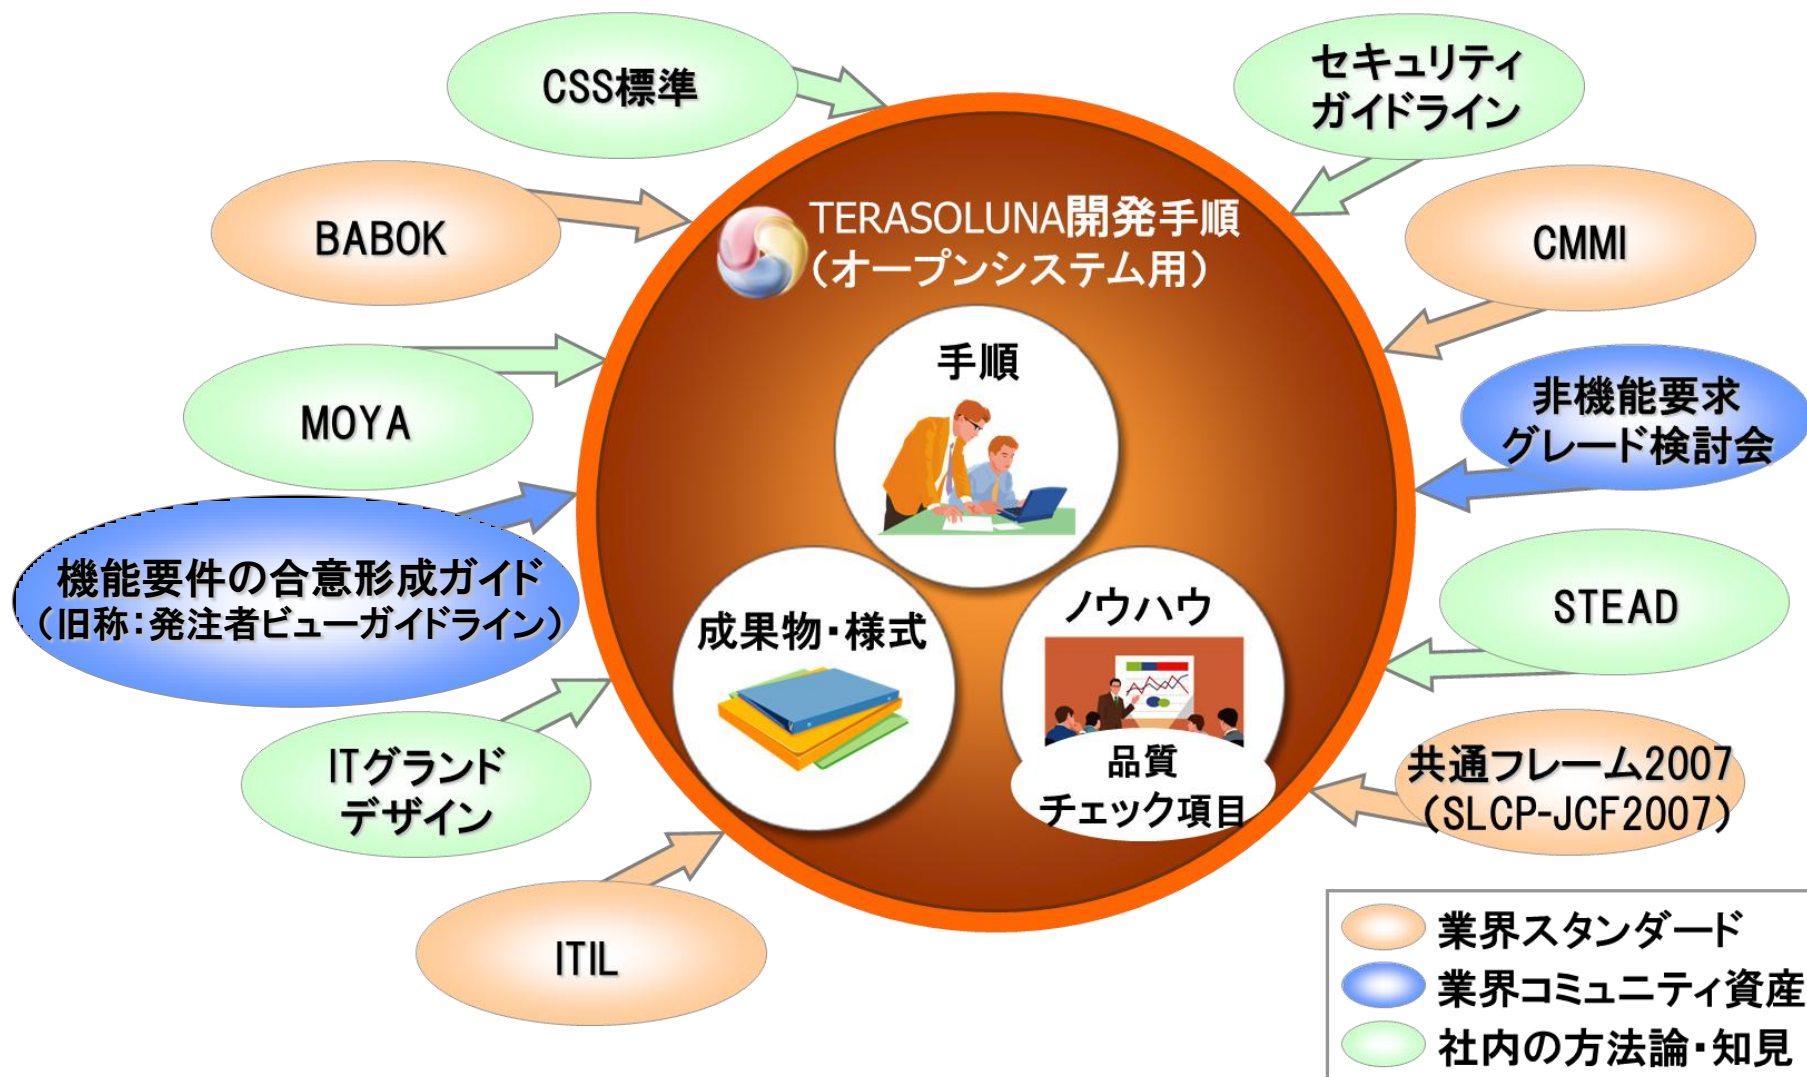 CSS標準
セキュリティ
ガイドライン
BABOK
TERASOLUNA開発手順
（オープンシステム用）
CMMI
手順
MOYA
非機能要求
グレード検討会
機能要件の合意形成ガイド
（旧称：発注者ビューガイドライン）
成果物・様式
ノウハウ
STEAD
ITグランド
デザイン
品質
チェック項目
共通フレーム2007
（SLCP-JCF2007）
ITIL
業界スタンダード
業界コミュニティ資産
社内の方法論・知見